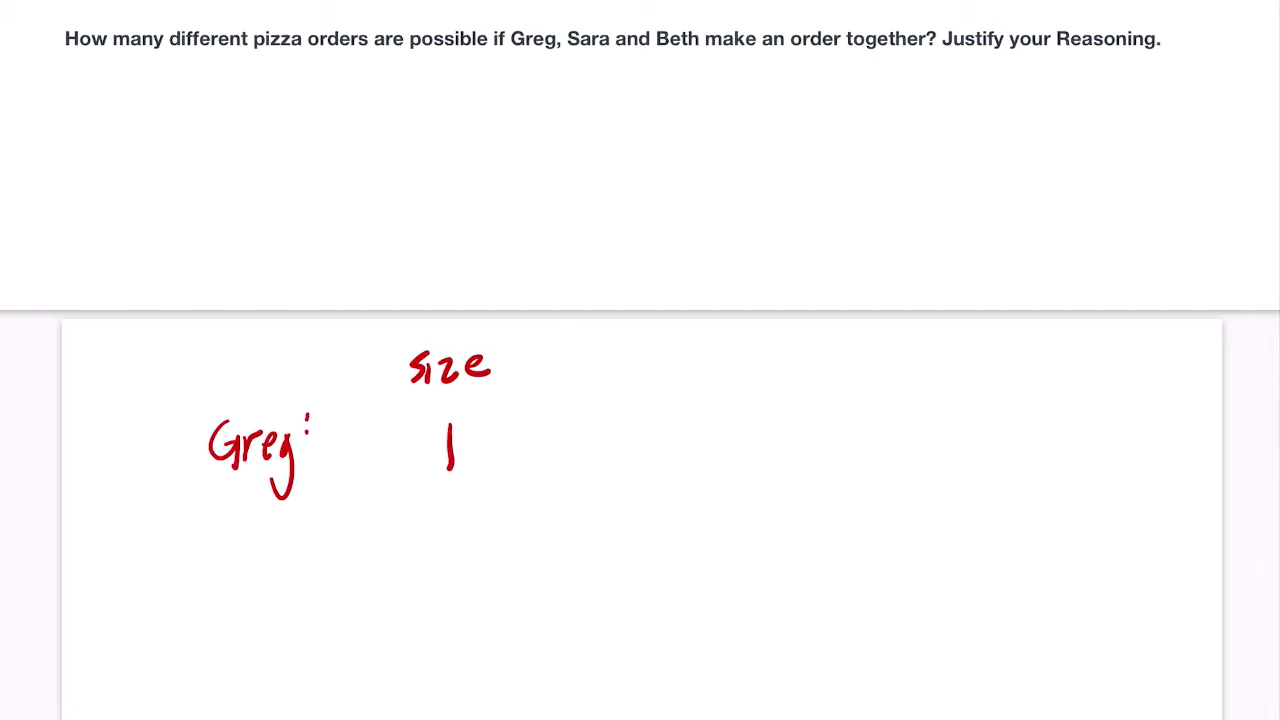 How many different pizza orders are possible if Greg, Sara and Beth make an order together? Justify your Reasoning.
size
Greg: 1